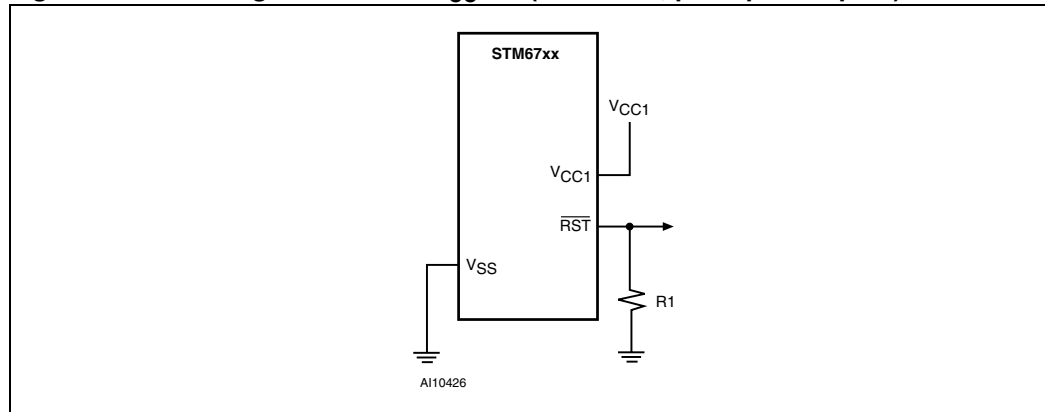 STM67xx
VCC1
VCC1
RST
VSS
R1
AI10426